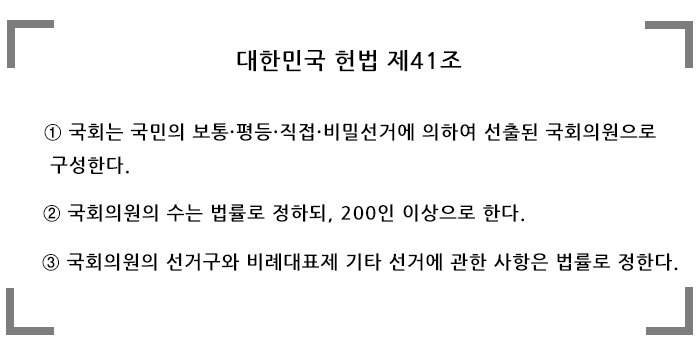 대한민국 헌법 제41조
① 국회는 국민의 보통·평등·직접·비밀선거에 의하여 선출된 국회의원으로
구성한다.
② 국회의원의 수는 법률로 정하되, 200인 이상으로 한다.
③ 국회의원의 선거구와 비례대표제 기타 선거에 관한 사항은 법률로 정한다.